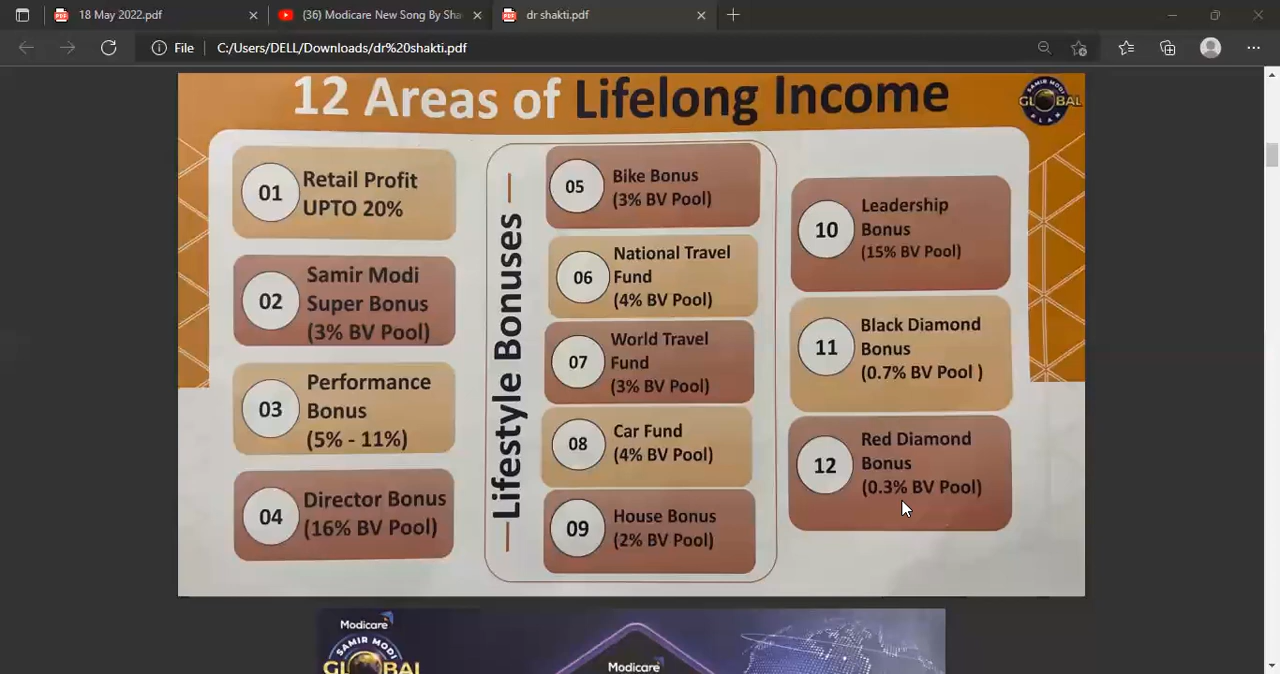 18 May 2022.pdf
(36) Modicare New Song By Sha
dr shakti.pdf
File
C:/Users/DELL/Downloads/dr%20shakti.pdf
12 Areas of Lifelong Income
SAMIR MODI
GLOBAL
PLAN
01
Retail Profit
UPTO 20%
02
Samir Modi
Super Bonus
(3% BV Pool)
03
Performance
Bonus
(5% - 11%)
04
Director Bonus
(16% BV Pool)
Lifestyle Bonuses
05
Bike Bonus
(3% BV Pool)
06
National Travel
Fund
(4% BV Pool)
07
World Travel
Fund
(3% BV Pool)
08
Car Fund
(4% BV Pool)
09
House Bonus
(2% BV Pool)
10
Leadership
Bonus
(15% BV Pool)
11
Black Diamond
Bonus
(0.7% BV Pool )
12
Red Diamond
Bonus
(0.3% BV Pool)
Modicare
SAMIR MODI
GLOBAL
Modicare